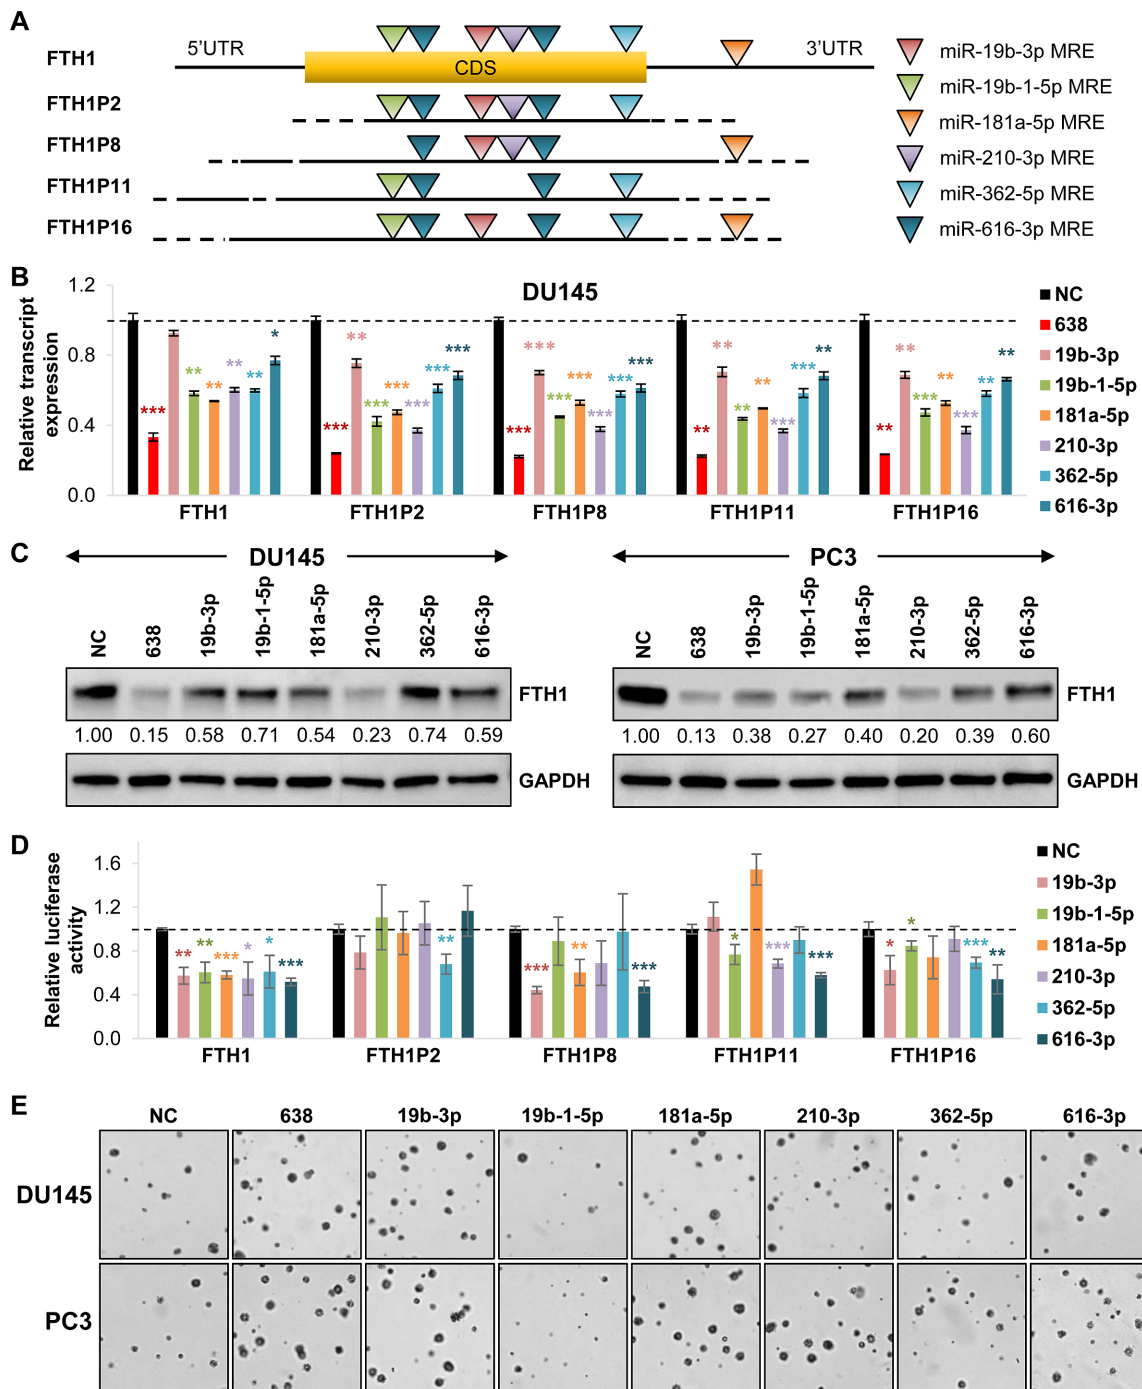 A
5'UTR
3'UTR
FTH1
CDS
FTH1P2
FTH1P8
FTH1P11
FTH1P16
miR-19b-3p MRE
miR-19b-1-5p MRE
miR-181a-5p MRE
miR-210-3p MRE
miR-362-5p MRE
miR-616-3p MRE
B
DU145
Relative transcript
expression
1.2
0.8
0.4
0.0
*** ** ** ** ** *
*** ** *** *** *** *** ***
*** *** *** *** *** *** ***
** ** ** ** *** *** **
** ** *** ** *** ** **
FTH1 FTH1P2 FTH1P8 FTH1P11 FTH1P16
NC
638
19b-3p
19b-1-5p
181a-5p
210-3p
362-5p
616-3p
C
DU145
NC 638 19b-3p 19b-1-5p 181a-5p 210-3p 362-5p 616-3p
FTH1
1.00 0.15 0.58 0.71 0.54 0.23 0.74 0.59
GAPDH
PC3
NC 638 19b-3p 19b-1-5p 181a-5p 210-3p 362-5p 616-3p
FTH1
1.00 0.13 0.38 0.27 0.40 0.20 0.39 0.60
GAPDH
D
Relative luciferase
activity
1.6
1.2
0.8
0.4
0.0
** ** *** * * ***
**
*** ** ***
* *** ***
* * *** **
FTH1 FTH1P2 FTH1P8 FTH1P11 FTH1P16
NC
19b-3p
19b-1-5p
181a-5p
210-3p
362-5p
616-3p
E
NC 638 19b-3p 19b-1-5p 181a-5p 210-3p 362-5p 616-3p
DU145
PC3